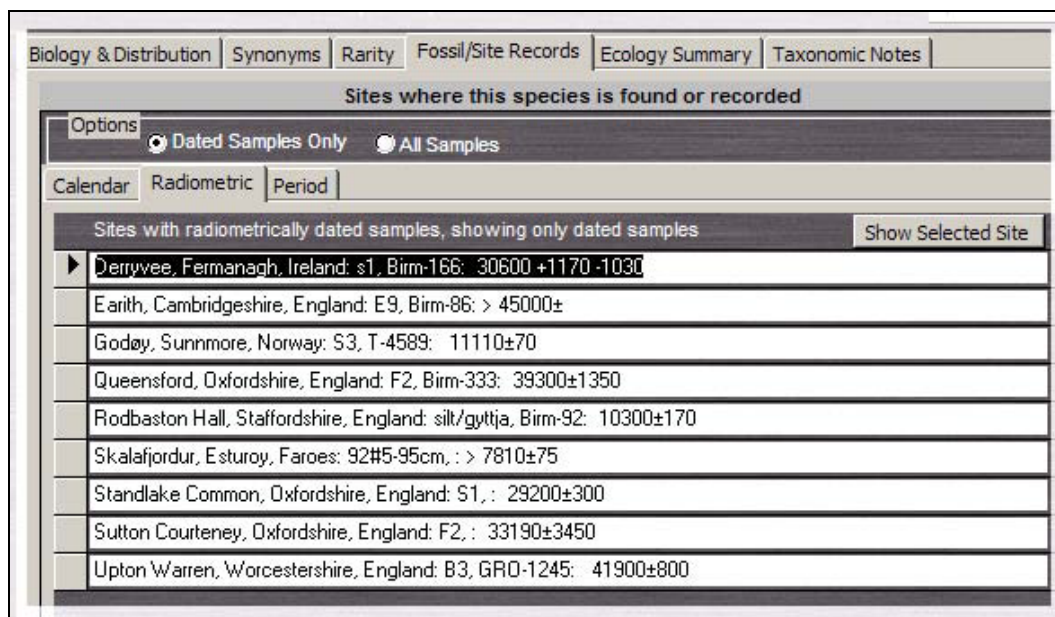 Biology & Distribution Synonyms Rarity Fossil/Site Records Ecology Summary Taxonomic Notes
Sites where this species is found or recorded
Options
Dated Samples Only All Samples
Calendar Radiometric Period
Sites with radiometrically dated samples, showing only dated samples Show Selected Site
Derryvee, Fermanagh, Ireland: s1, Birm-166: 30600 +1170 -1030
Earith, Cambridgeshire, England: E9, Birm-86: > 45000±
Godøy, Sunnmore, Norway: S3, T-4589: 11110±70
Queensford, Oxfordshire, England: F2, Birm-333: 39300±1350
Rodbaston Hall, Staffordshire, England: silt/gyttja, Birm-92: 10300±170
Skalafjordur, Esturoy, Faroes: 92#5-95cm, : > 7810±75
Standlake Common, Oxfordshire, England: S1, : 29200±300
Sutton Courteney, Oxfordshire, England: F2, : 33190±3450
Upton Warren, Worcestershire, England: B3, GRO-1245: 41900±800